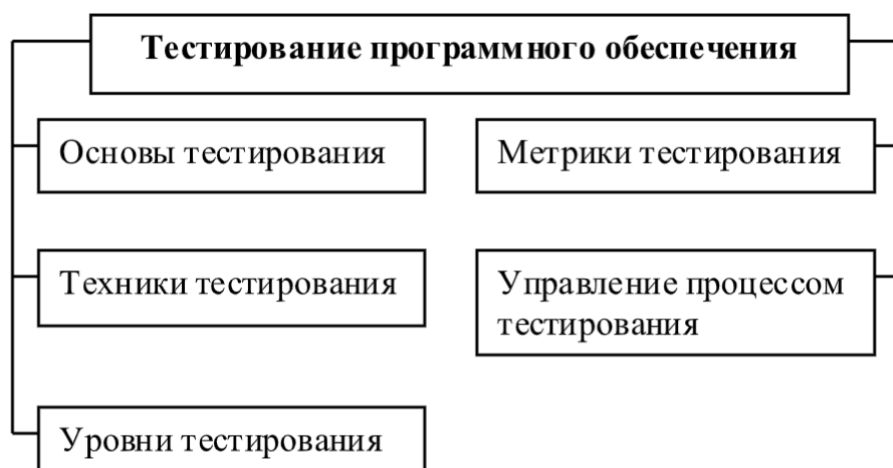 Тестирование программного обеспечения
Основы тестирования
Метрики тестирования
Техники тестирования
Управление процессом
тестирования
Уровни тестирования